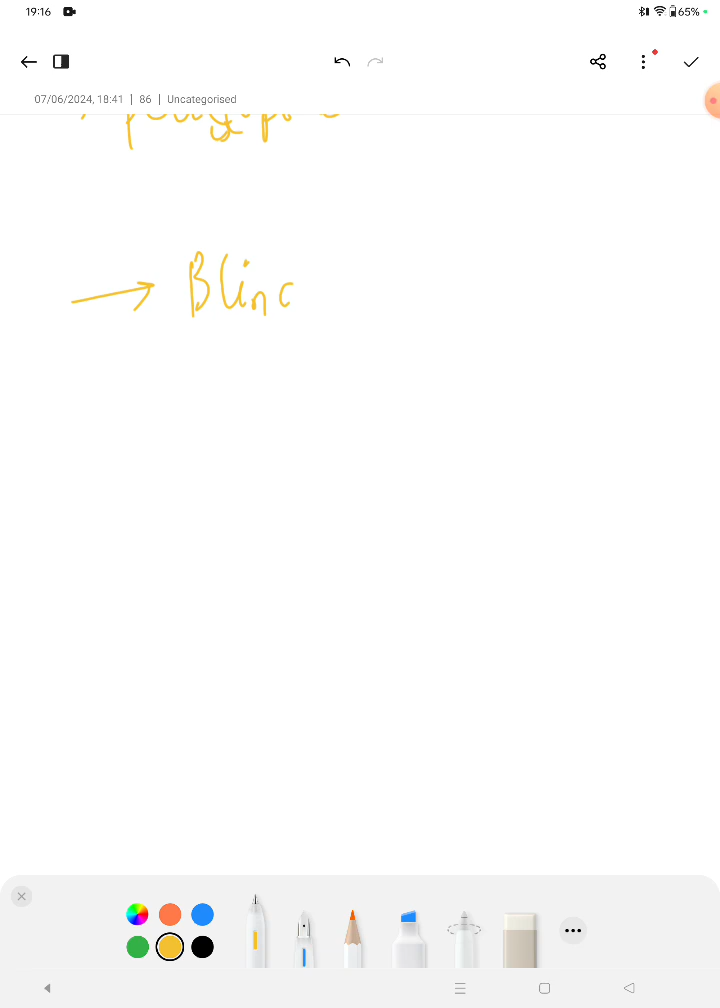 19:16 65%
07/06/2024, 18:41 | 86 | Uncategorised
→ Blinc